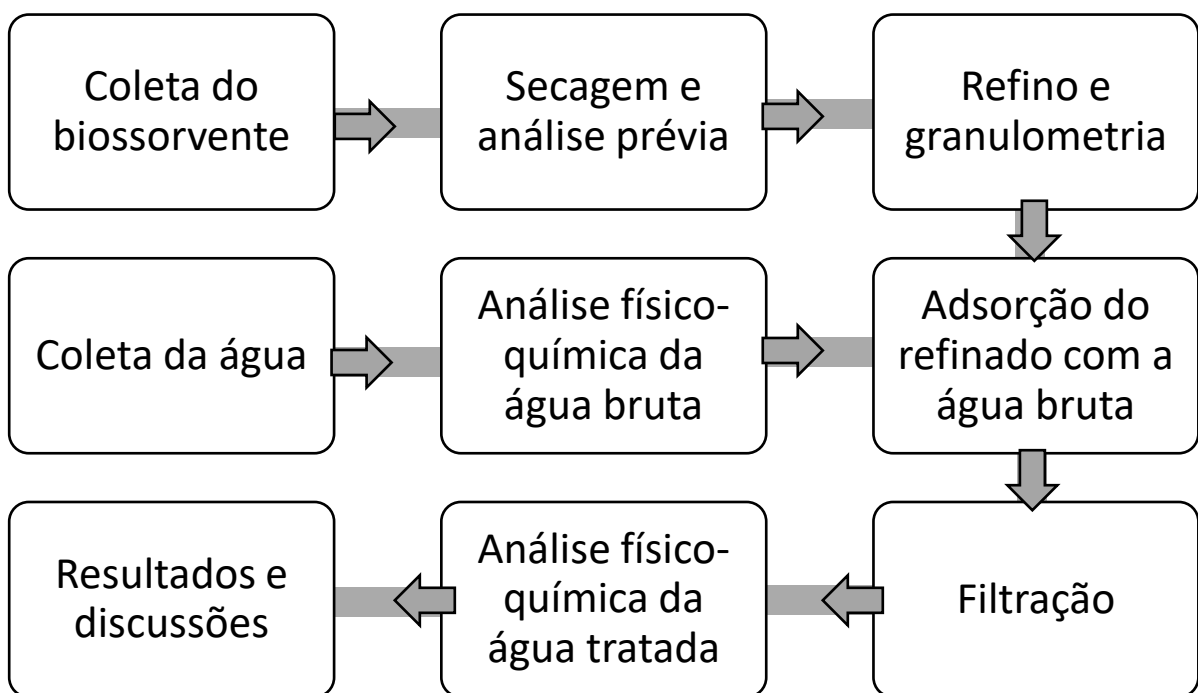 Coleta do
biossorvente
Secagem e
análise prévia
Refino e
granulometria
Coleta da água
Análise físico-
química da
água bruta
Adsorção do
refinado com a
água bruta
Resultados e
discussões
Análise físico-
química da
água tratada
Filtração